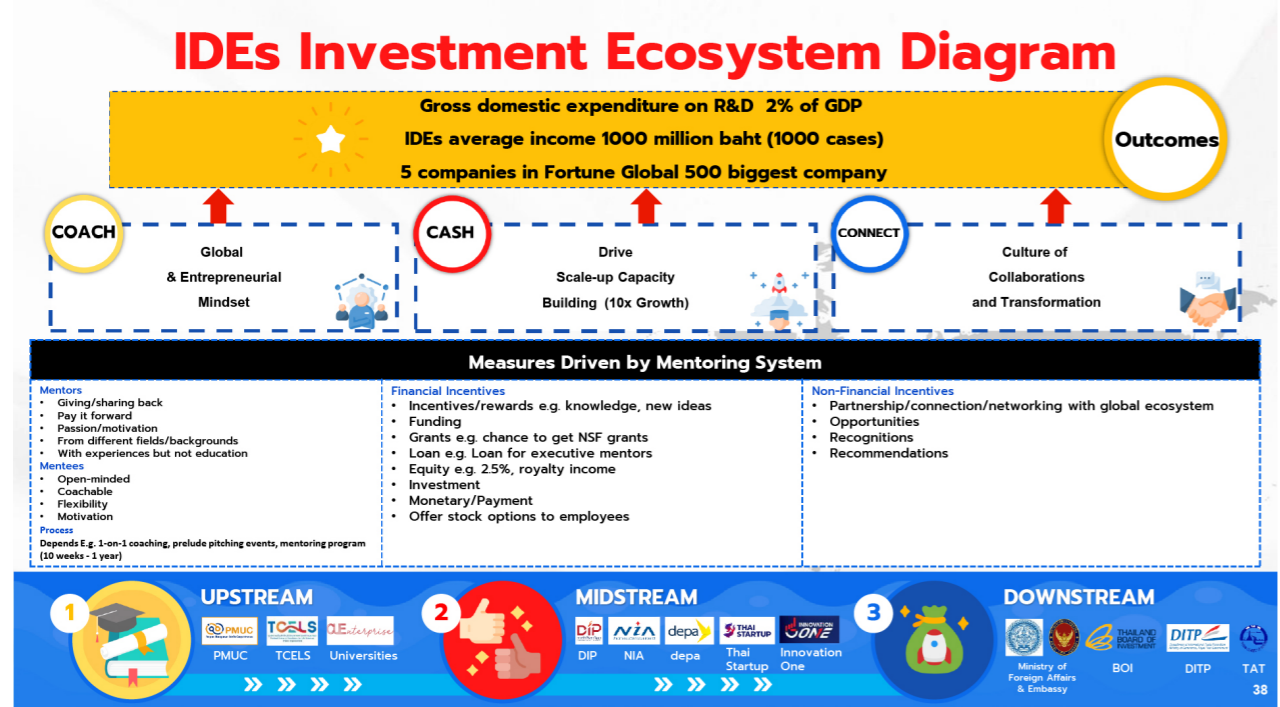 IDEs Investment Ecosystem Diagram
Gross domestic expenditure on R&D 2% of GDP
IDEs average income 1000 million baht (1000 cases)
5 companies in Fortune Global 500 biggest company
Outcomes
COACH
Global
& Entrepreneurial
Mindset
CASH
Drive
Scale-up Capacity
Building (10x Growth)
CONNECT
Culture of
Collaborations
and Transformation
Measures Driven by Mentoring System
Mentors
• Giving/sharing back
• Pay it forward
• Passion/motivation
• From different fields/backgrounds
• With experiences but not education
Mentees
• Open-minded
• Coachable
• Flexibility
• Motivation
Process
Depends E.g. 1-on-1 coaching, prelude pitching events, mentoring program
(10 weeks - 1 year)
Financial Incentives
• Incentives/rewards e.g. knowledge, new ideas
• Funding
• Grants e.g. chance to get NSF grants
• Loan e.g. Loan for executive mentors
• Equity e.g. 2.5%, royalty income
• Investment
• Monetary/Payment
• Offer stock options to employees
Non-Financial Incentives
• Partnership/connection/networking with global ecosystem
• Opportunities
• Recognitions
• Recommendations
1
UPSTREAM
PMUC
TCELS
CUEnterprise
PMUC
TCELS
Universities
2
MIDSTREAM
DIP
NIA
depa
THAI
STARTUP
INNOVATION
ONE
DIP
NIA
depa
Thai
Startup
Innovation
One
3
DOWNSTREAM
THAILAND
BOARD OF
INVESTMENT
DITP
Ministry of
Foreign Affairs
& Embassy
BOI
DITP
TAT
38